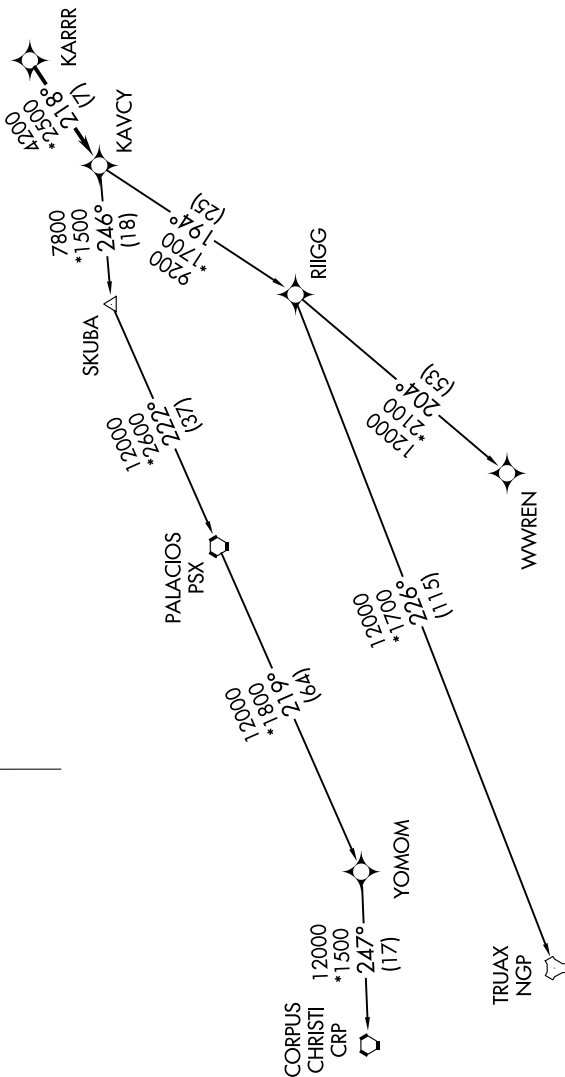 KARRR
4200
*2500
218°
(7)
KAVCY
7800
*1500
246°
(18)
9200
*1700
194°
(25)
RIIGG
SKUBA
12000
*2600
222°
(37)
12000
*2100
204°
(53)
WWREN
PALACIOS
PSX
12000
*1700
226°
(115)
12000
*1800
219°
(64)
YOMOM
12000
*1500
247°
(17)
CORPUS
CHRISTI
CRP
TRUAX
NGP